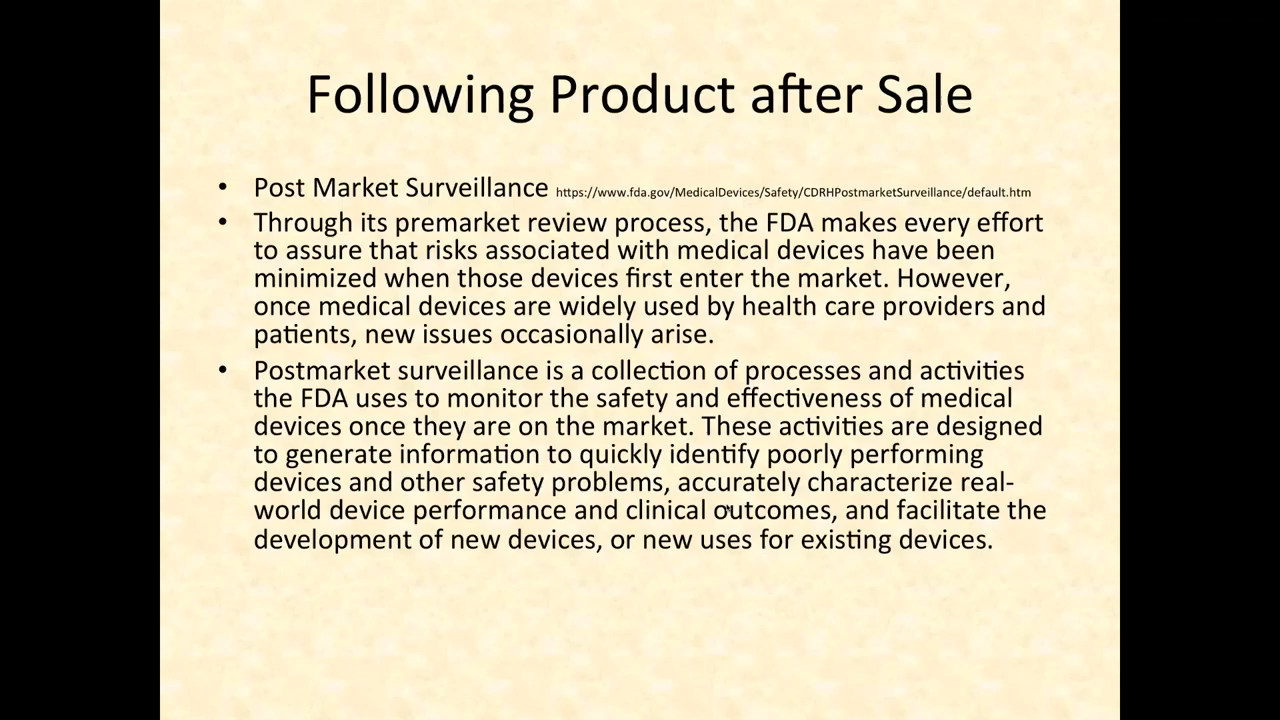 Following Product after Sale
• Post Market Surveillance https://www.fda.gov/MedicalDevices/Safety/CDRHPostmarketSurveillance/default.htm
• Through its premarket review process, the FDA makes every effort
to assure that risks associated with medical devices have been
minimized when those devices first enter the market. However,
once medical devices are widely used by health care providers and
patients, new issues occasionally arise.
• Postmarket surveillance is a collection of processes and activities
the FDA uses to monitor the safety and effectiveness of medical
devices once they are on the market. These activities are designed
to generate information to quickly identify poorly performing
devices and other safety problems, accurately characterize real-
world device performance and clinical outcomes, and facilitate the
development of new devices, or new uses for existing devices.